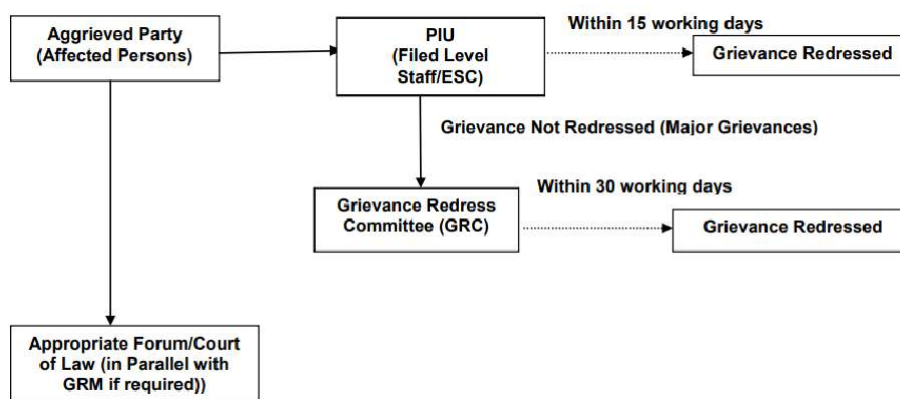 Aggrieved Party
(Affected Persons)
PIU
(Filed Level
Staff/ESC)
Within 15 working days
Grievance Redressed
Grievance Not Redressed (Major Grievances)
Grievance Redress
Committee (GRC)
Within 30 working days
Grievance Redressed
Appropriate Forum/Court
of Law (in Parallel with
GRM if required))